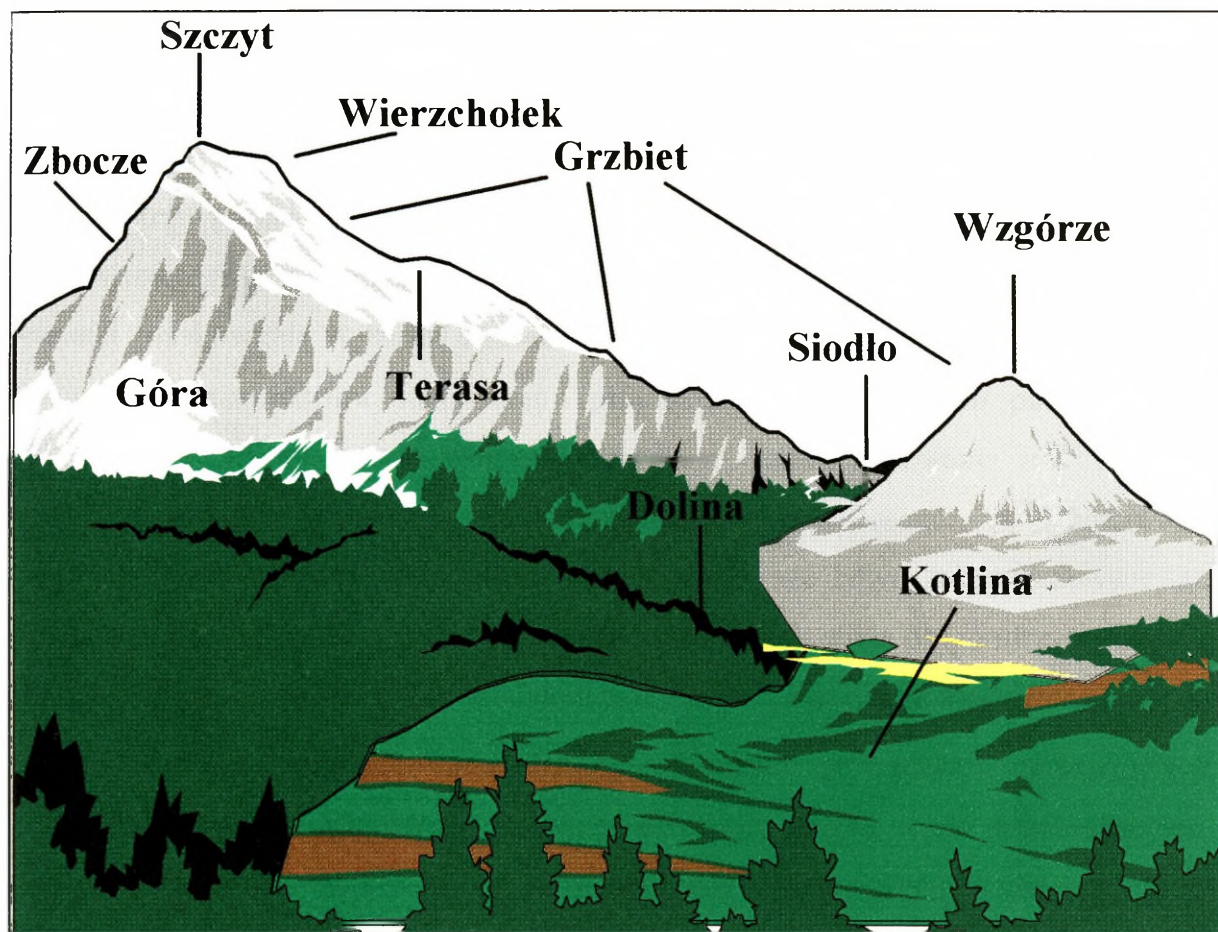 Szczyt
Wierzchołek
Zbocze
Grzbiet
Wzgórze
Siodło
Góra
Terasa
Dolina
Kotlina